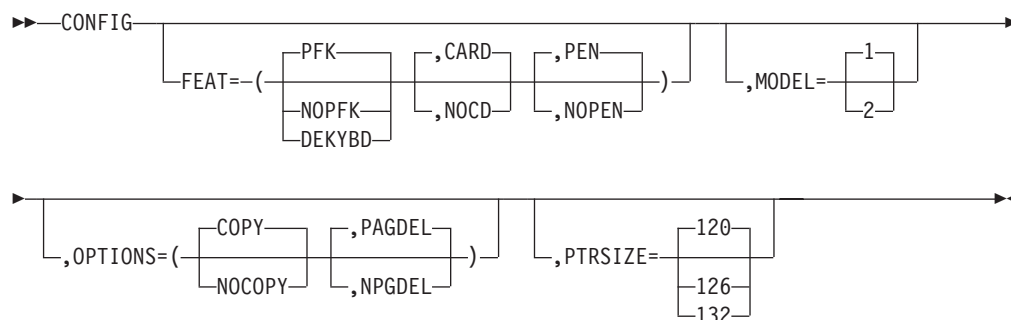 CONFIG
FEAT= ( PFK ,CARD ,PEN ) ,MODEL= 1
NOPFK ,NOCD ,NOPEN 2
DEKYBD
,OPTIONS=( COPY ,PAGDEL ) ,PTRSIZE= 120
NOCOPY ,NPGDEL 126
132